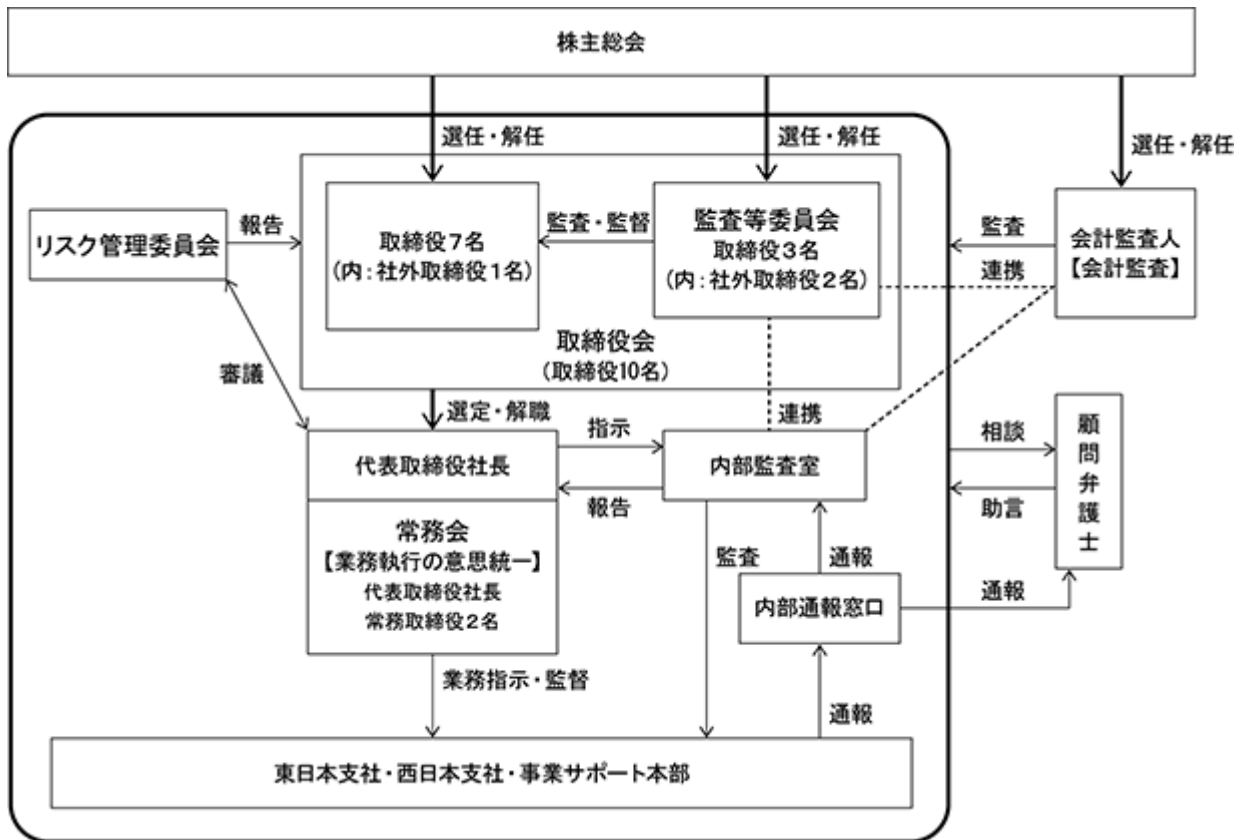 株主総会
選任・解任
選任・解任
選任・解任
リスク管理委員会
報告
取締役7名
(内:社外取締役1名)
監査・監督
監査等委員会
取締役3名
(内:社外取締役2名)
監査
連携
会計監査人
【会計監査】
取締役会
(取締役10名)
審議
選定・解職
連携
代表取締役社長
指示
報告
内部監査室
相談
助言
顧問弁護士
常務会
【業務執行の意思統一】
代表取締役社長
常務取締役2名
監査
通報
内部通報窓口
通報
業務指示・監督
通報
東日本支社・西日本支社・事業サポート本部